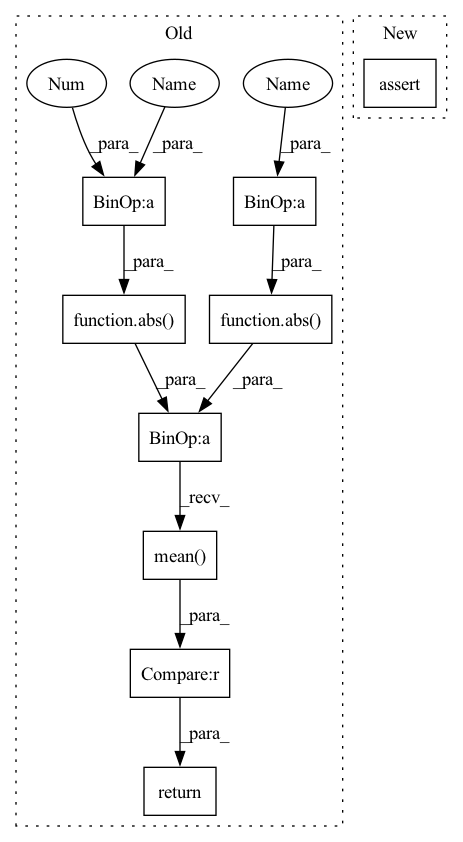 Old
New
Num
Name
Name
assert
_para_
_para_
_para_
BinOp:a
BinOp:a
_para_
_para_
function.abs()
function.abs()
_para_
_para_
BinOp:a
_recv_
mean()
_para_
Compare:r
_para_
return